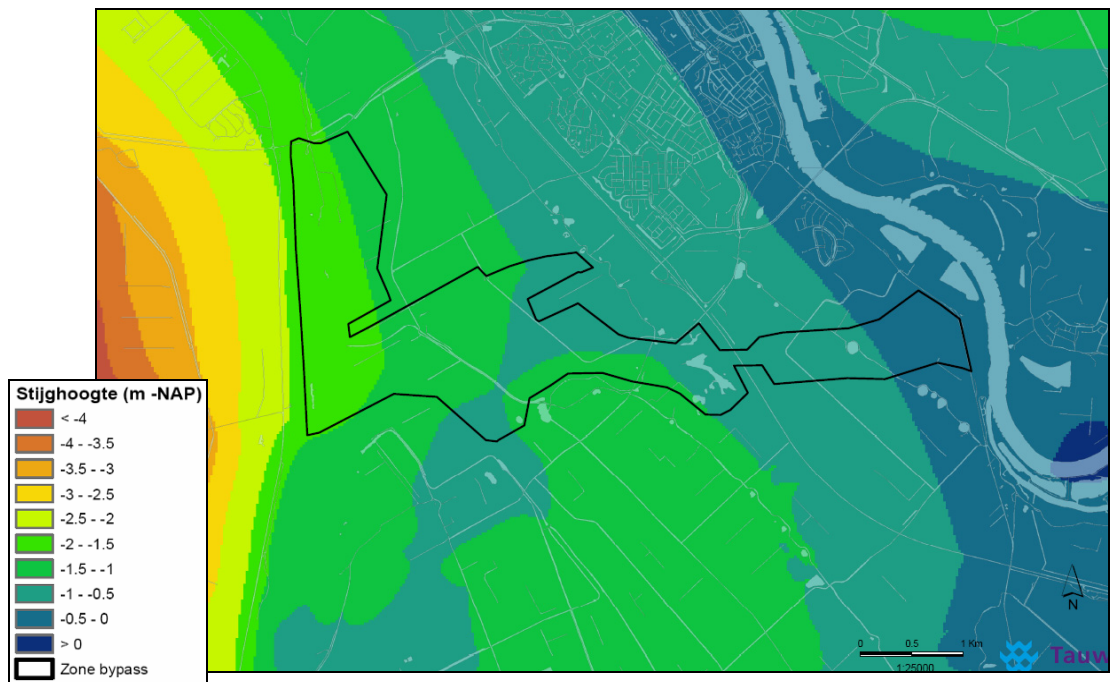 Stijghoogte (m -NAP)
< -4
-4 - -3.5
-3.5 - -3
-3 - -2.5
-2.5 - -2
-2 - -1.5
-1.5 - -1
-1 - -0.5
-0.5 - 0
> 0
Zone bypass
N
0 0.5 1 Km
1:25000
Tauw